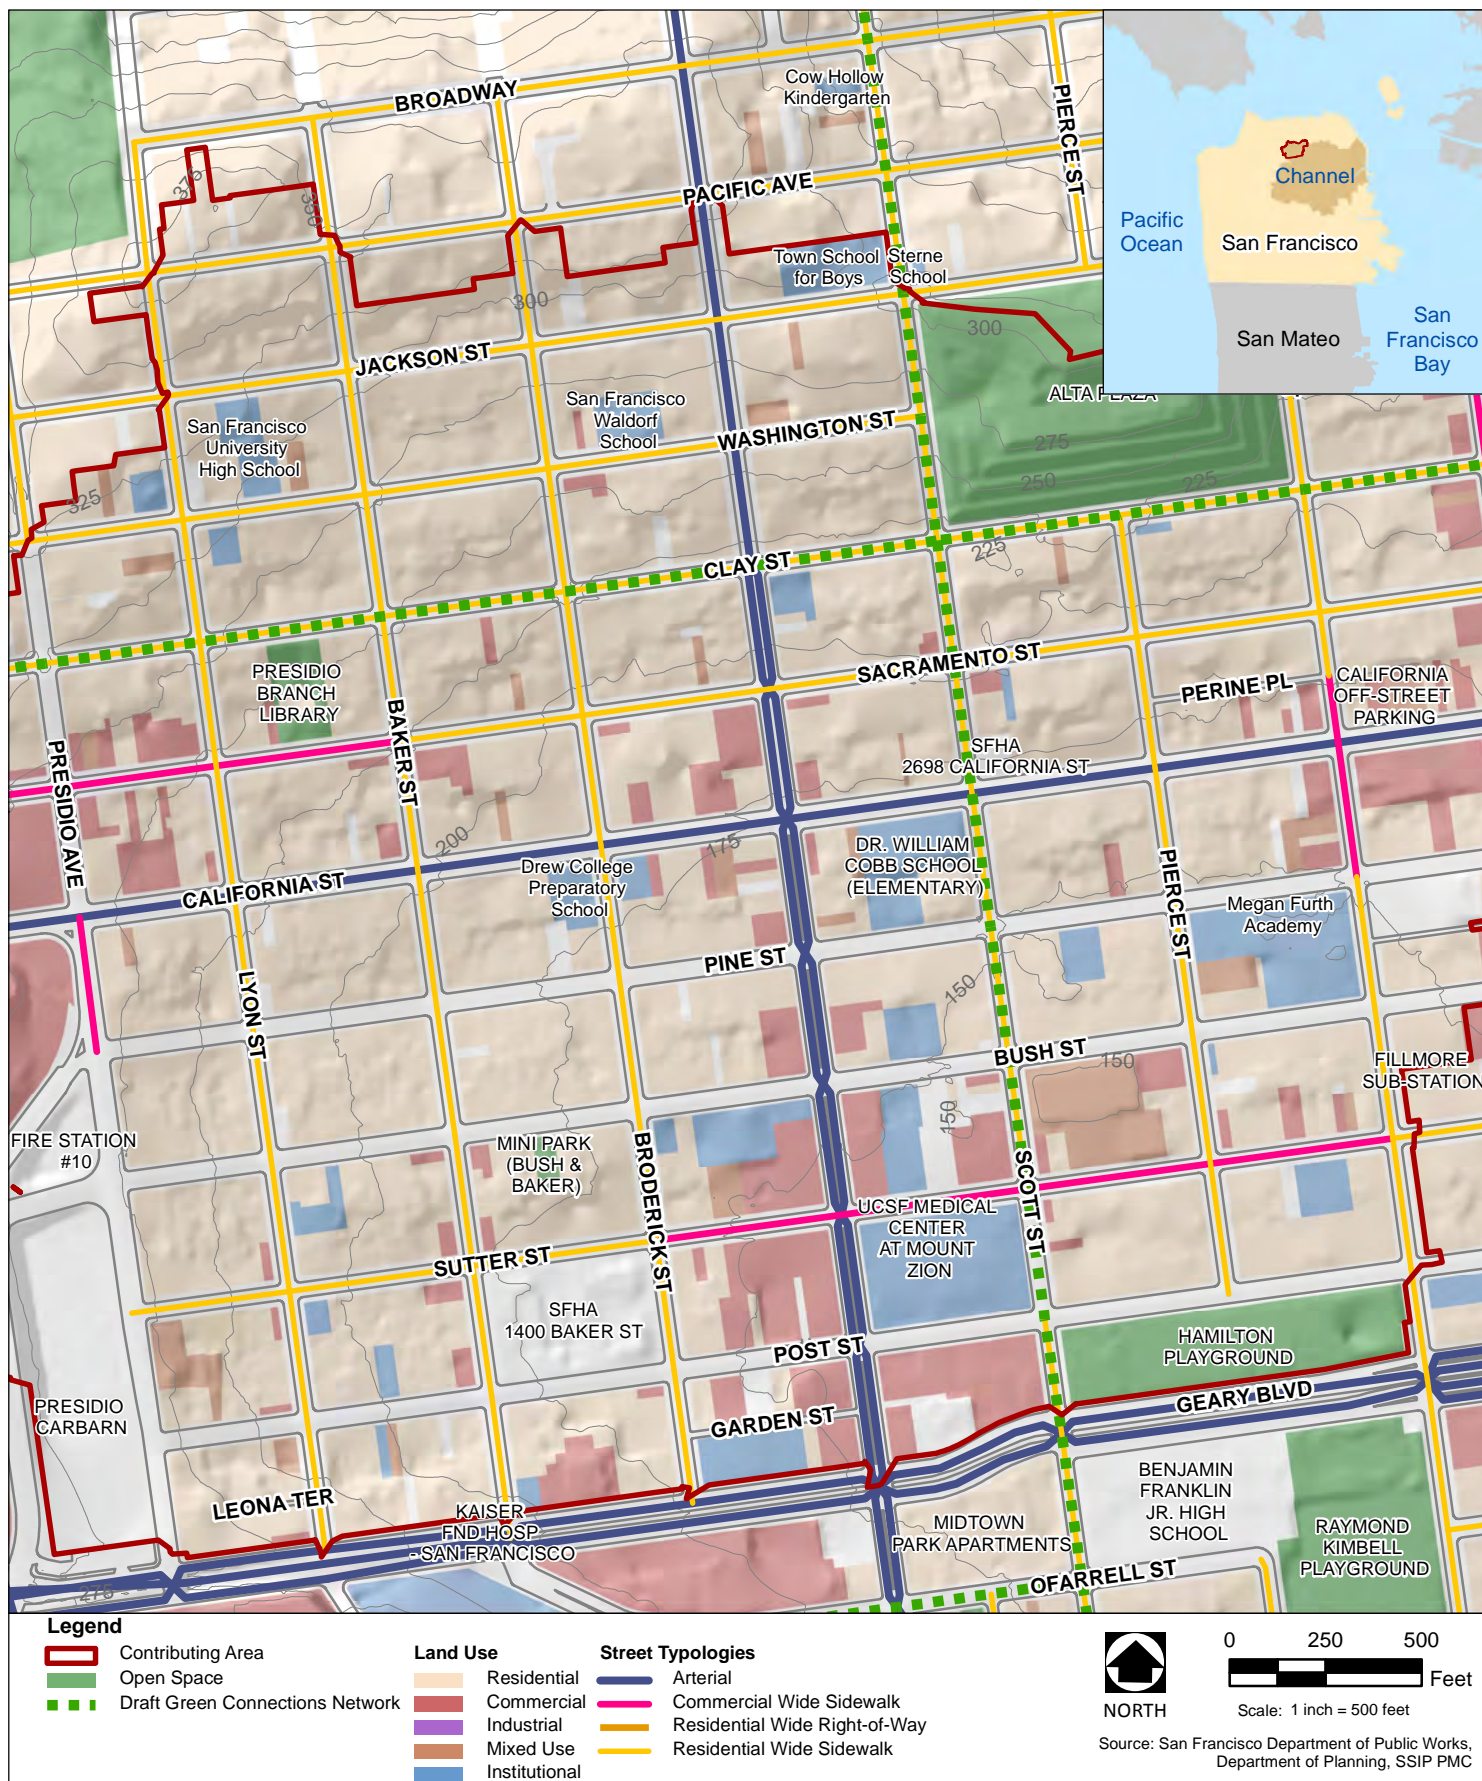 BROADWAY
Cow Hollow
Kindergarten
PIERCE ST
PACIFIC AVE
375
350
Channel
Pacific
Ocean
San Francisco
San Mateo
San
Francisco
Bay
Town School
for Boys
Sterne
School
300
300
JACKSON ST
ALTA PLAZA
San Francisco
Waldorf
School
San Francisco
University
High School
WASHINGTON ST
275
250
225
325
225
CLAY ST
SACRAMENTO ST
PRESIDIO
BRANCH
LIBRARY
PERINE PL
CALIFORNIA
OFF-STREET
PARKING
BAKER ST
PRESIDIO AVE
SFHA
2698 CALIFORNIA ST
200
175
DR. WILLIAM
COBB SCHOOL
(ELEMENTARY)
PIERCE ST
Drew College
Preparatory
School
CALIFORNIA ST
Megan Furth
Academy
PINE ST
LYON ST
150
BUSH ST
150
FILLMORE
SUB-STATION
150
FIRE STATION
#10
MINI PARK
(BUSH &
BAKER)
BRODERICK ST
SCOTT ST
UCSF MEDICAL
CENTER
AT MOUNT
ZION
SUTTER ST
SFHA
1400 BAKER ST
POST ST
HAMILTON
PLAYGROUND
GEARY BLVD
PRESIDIO
CARBARN
GARDEN ST
LEONA TER
KAISER
FND HOSP
- SAN FRANCISCO
MIDTOWN
PARK APARTMENTS
BENJAMIN
FRANKLIN
JR. HIGH
SCHOOL
RAYMOND
KIMBELL
PLAYGROUND
OFARRELL ST
275
Legend
Contributing Area
Open Space
Draft Green Connections Network
Land Use
Residential
Commercial
Industrial
Mixed Use
Institutional
Street Typologies
Arterial
Commercial Wide Sidewalk
Residential Wide Right-of-Way
Residential Wide Sidewalk
NORTH
0 250 500
Feet
Scale: 1 inch = 500 feet
Source: San Francisco Department of Public Works,
Department of Planning, SSIP PMC